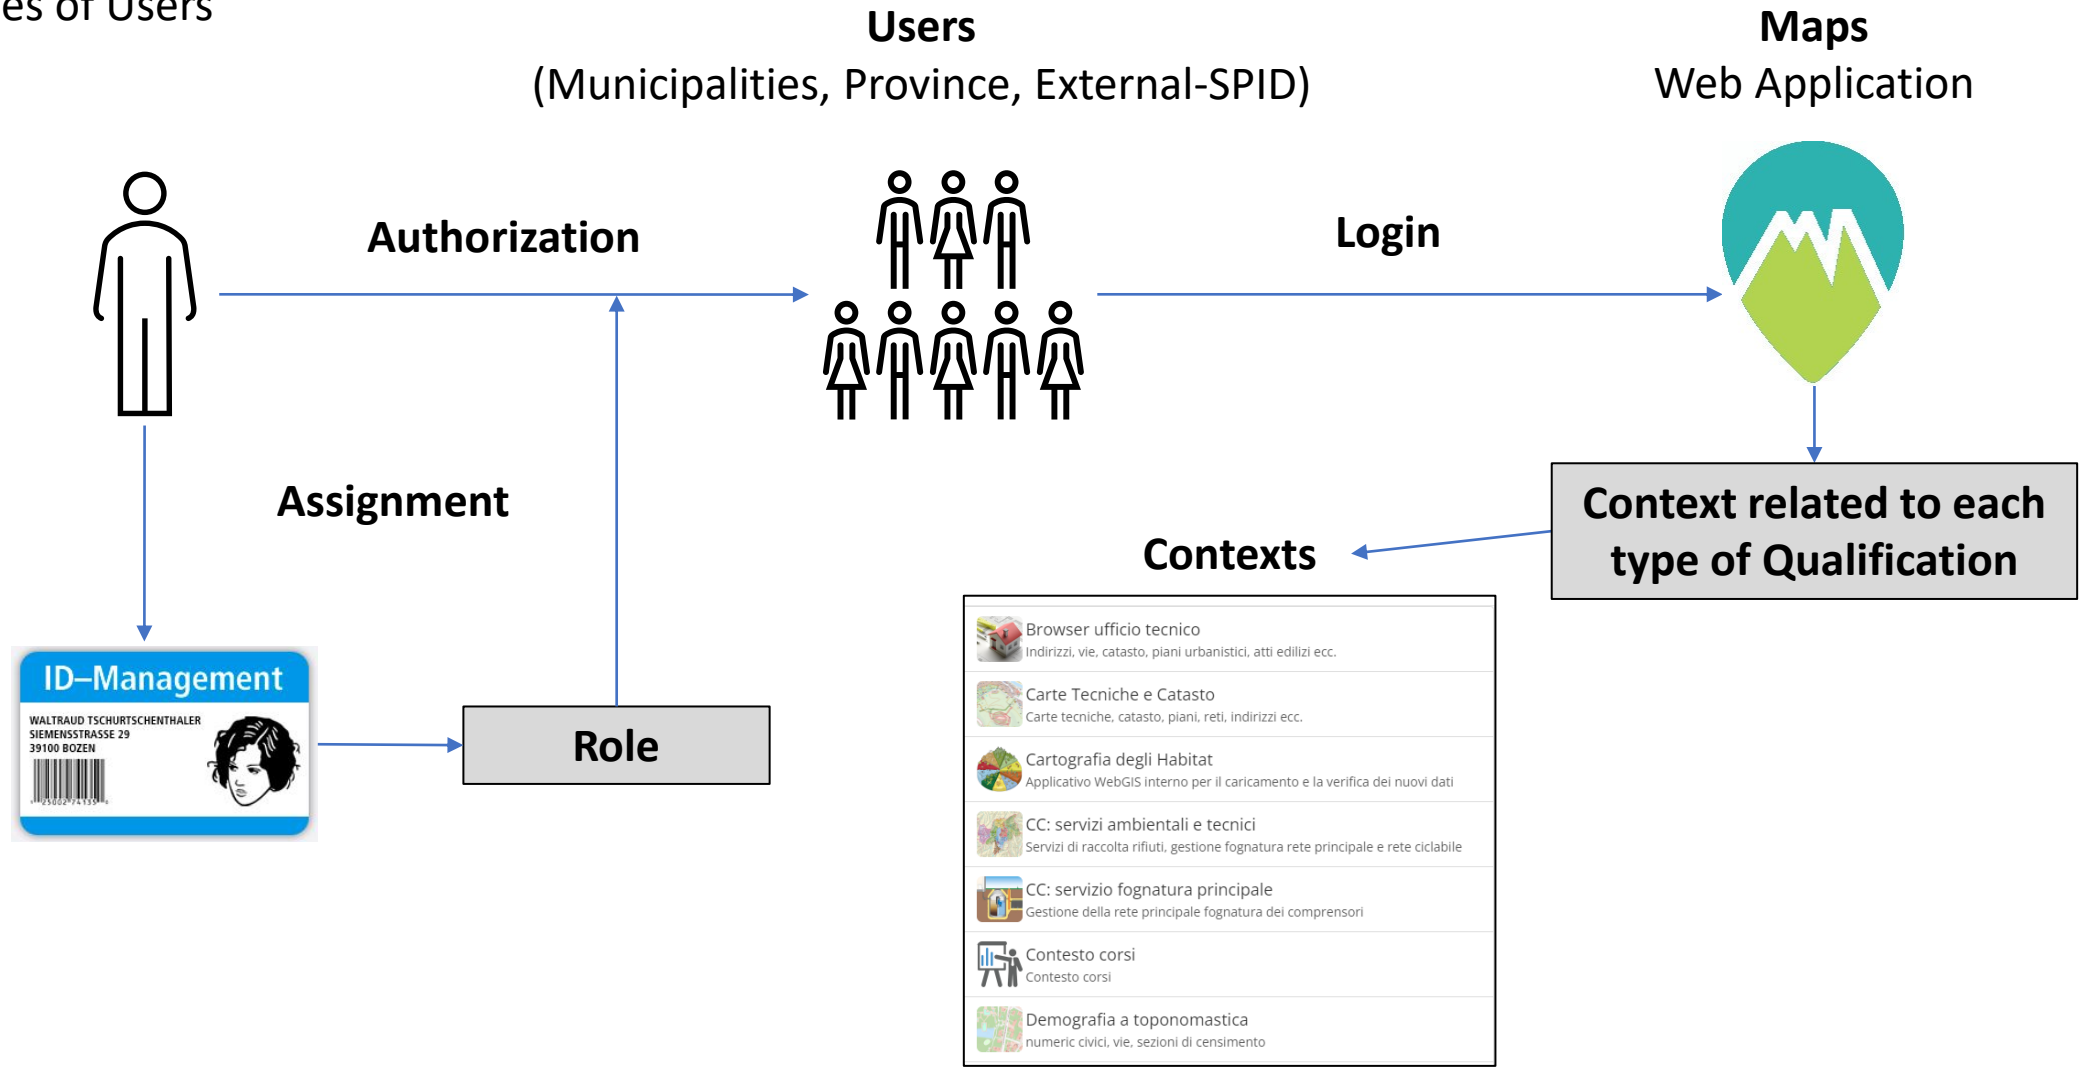 es of Users
Users
(Municipalities, Province, External-SPID)
Maps
Web Application
Authorization
Login
Assignment
Context related to each
type of Qualification
Contexts
ID-Management
WALTRAUD TSCHURTSCHENTHALER
SIEMENSSTRASSE 29
39100 BOZEN
Role
Browser ufficio tecnico
Indirizzi, vie, catasto, piani urbanistici, atti edilizi ecc.
Carte Tecniche e Catasto
Carte tecniche, catasto, piani, reti, indirizzi ecc.
Cartografia degli Habitat
Applicativo WebGIS interno per il caricamento e la verifica dei nuovi dati
CC: servizi ambientali e tecnici
Servizi di raccolta rifiuti, gestione fognatura rete principale e rete ciclabile
CC: servizio fognatura principale
Gestione della rete principale fognatura dei comprensori
Contesto corsi
Contesto corsi
Demografia a toponomastica
numeric civici, vie, sezioni di censimento